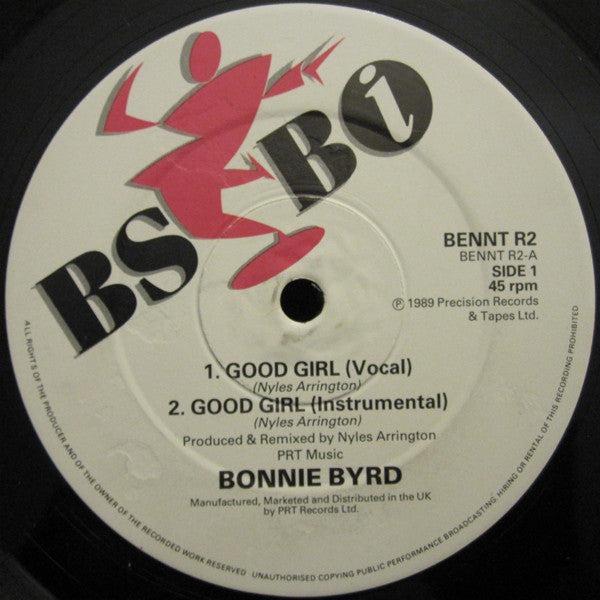 BS Bi
BENNT R2
BENNT R2-A
SIDE 1
45 rpm
℗ 1989 Precision Records
& Tapes Ltd.
1. GOOD GIRL (Vocal)
(Nyles Arrington)
2. GOOD GIRL (Instrumental)
(Nyles Arrington)
Produced & Remixed by Nyles Arrington
PRT Music
BONNIE BYRD
Manufactured, Marketed and Distributed in the UK
by PRT Records Ltd.
ALL RIGHTS OF THE PRODUCER AND OF THE OWNER OF THE RECORDED WORK RESERVED UNAUTHORISED COPYING PUBLIC PERFORMANCE BROADCASTING, HIRING OR RENTAL OF THIS RECORDING PROHIBITED